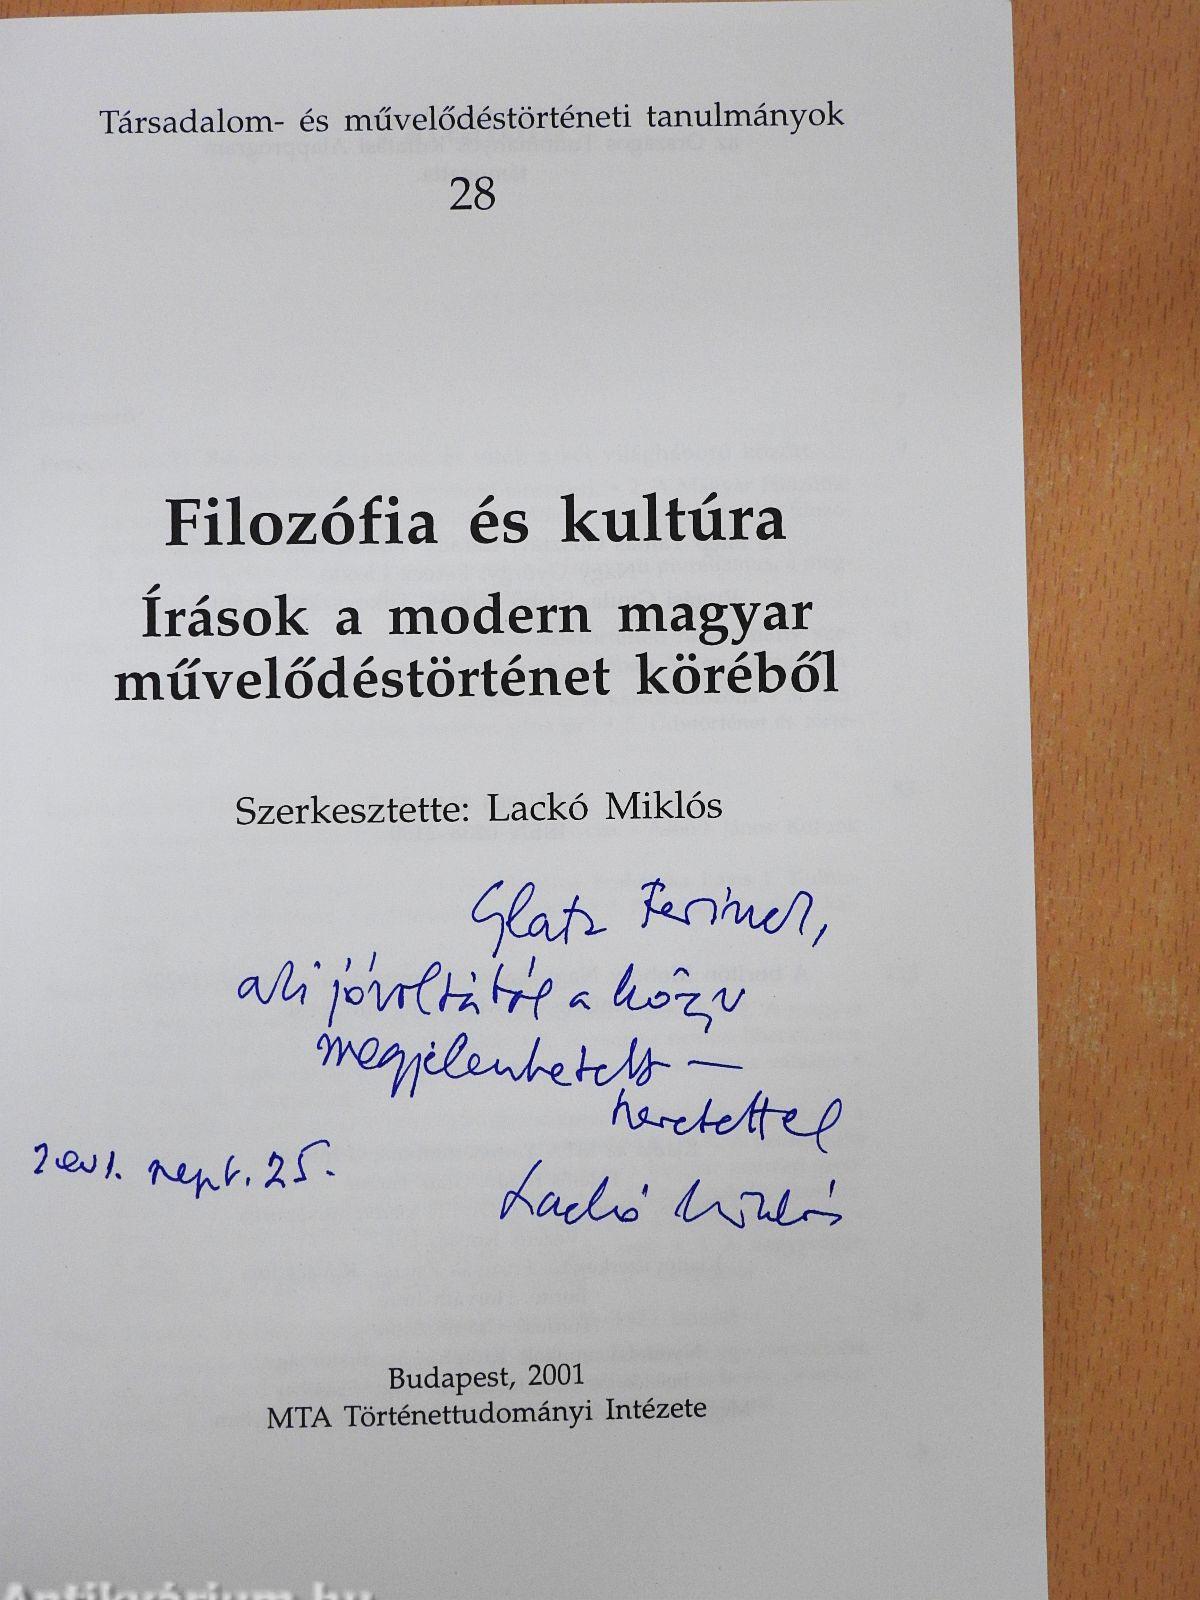 Társadalom- és művelődéstörténeti tanulmányok
28
Filozófia és kultúra
Írások a modern magyar
művelődéstörténet köréből
Szerkesztette: Lackó Miklós
Glatz Ferinek,
aki jóvoltától a könyv
megjelenhetett —
szeretettel
2001. szept. 25.
Lackó Miklós
Budapest, 2001
MTA Történettudományi Intézete
Antikvárium.hu